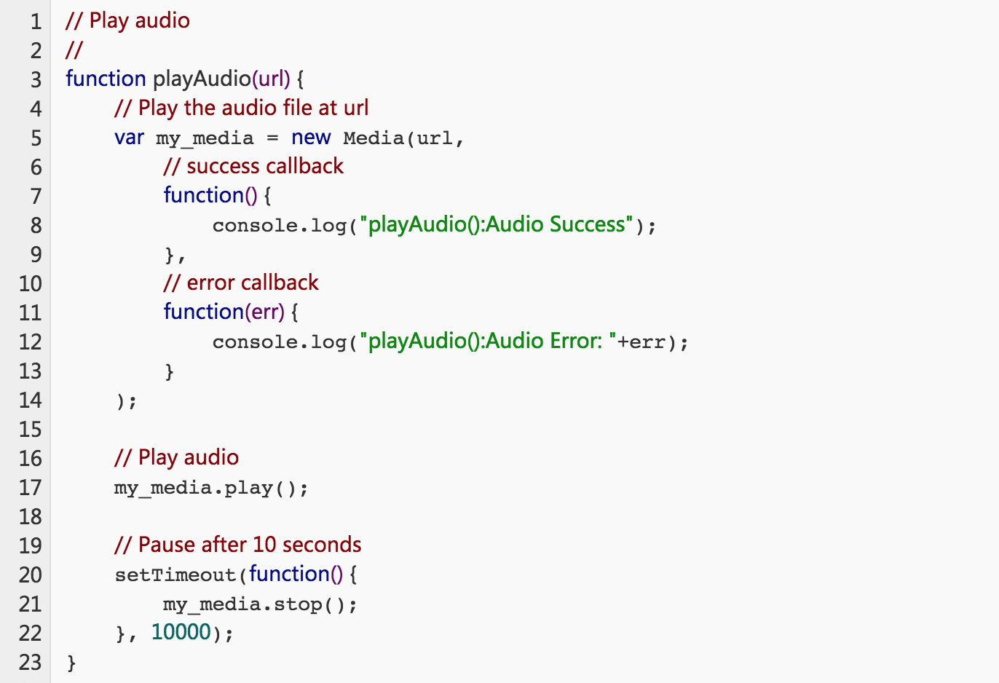 1 // Play audio
2 //
3 function playAudio(url) {
4 // Play the audio file at url
5 var my_media = new Media(url,
6 // success callback
7 function() {
8 console.log("playAudio():Audio Success");
9 },
10 // error callback
11 function(err) {
12 console.log("playAudio():Audio Error: "+err);
13 }
14 );
15
16 // Play audio
17 my_media.play();
18
19 // Pause after 10 seconds
20 setTimeout(function() {
21 my_media.stop();
22 }, 10000);
23 }